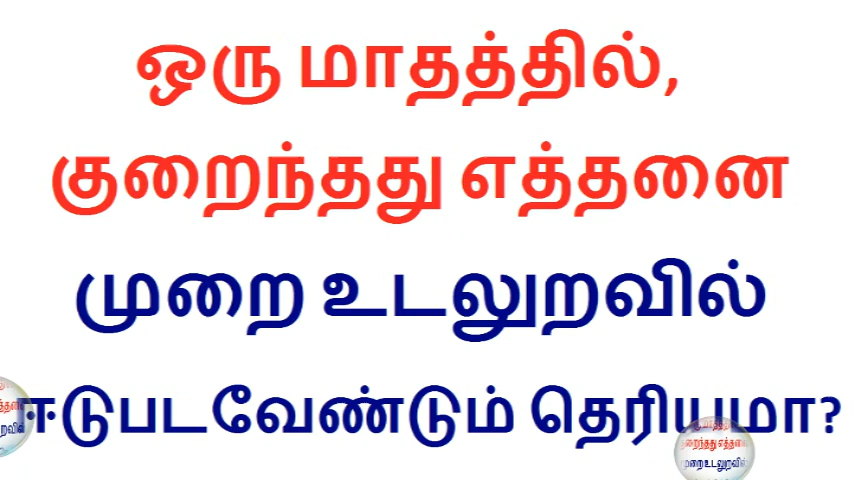 ஒரு மாதத்தில்,
குறைந்தது எத்தனை
முறை உடலுறவில்
ஈடுபடவேண்டும் தெரியுமா?